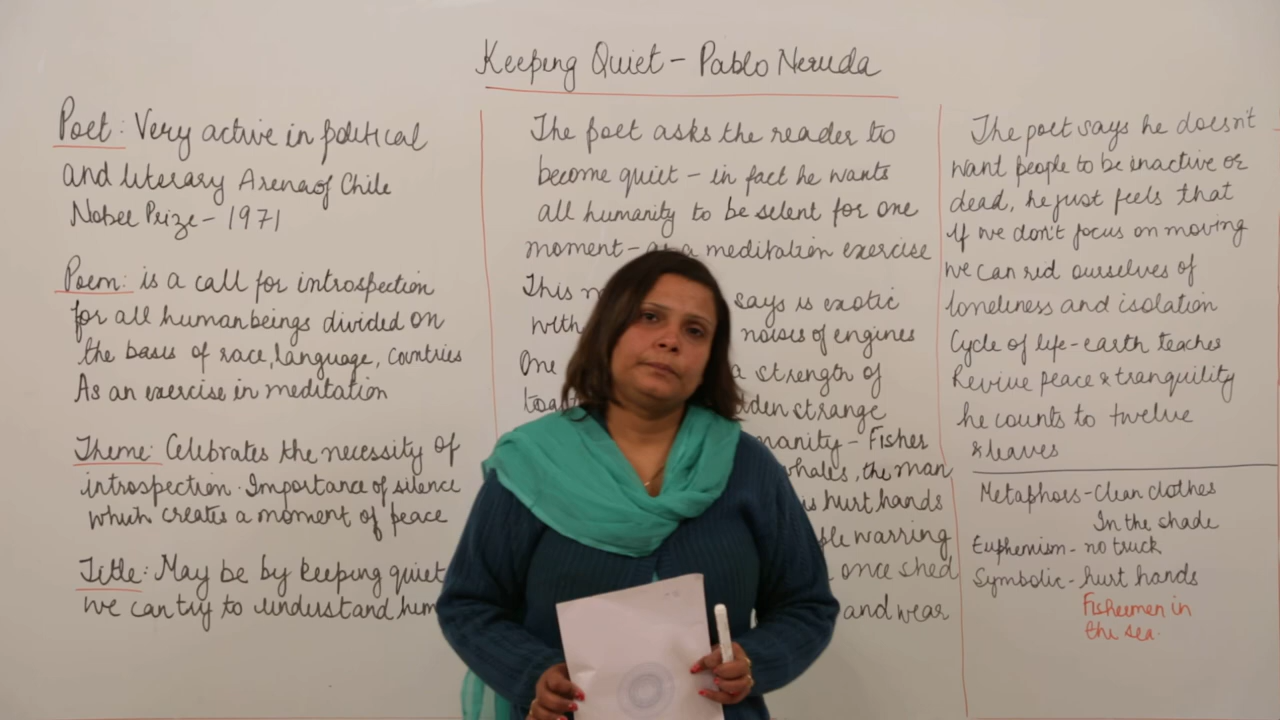 Keeping Quiet - Pablo Neruda
Poet: Very active in political
and literary Arena of Chile
Nobel Prize - 1971
Poem: is a call for introspection
for all human beings divided on
the basis of race, language, countries
As an exercise in meditation
Theme: Celebrates the necessity of
introspection. Importance of silence
which creates a moment of peace
Title: May be by keeping quiet
we can try to understand hum
The poet asks the reader to
become quiet - in fact he wants
all humanity to be silent for one
moment - as a meditation exercise
This says is exotic
with noises of engines
One a strength of
strange
Fisher
whales, the man
hurt hands
warring
once shed
and wear
The poet says he doesn't
want people to be inactive or
dead, he just feels that
if we don't focus on moving
we can rid ourselves of
loneliness and isolation
Cycle of life - earth teaches
Revive peace & tranquility
he counts to twelve
& leaves
Metaphors - Clean clothes
In the shade
Euphenism - no truck
Symbolic - hurt hands
Fishermen in
the sea.